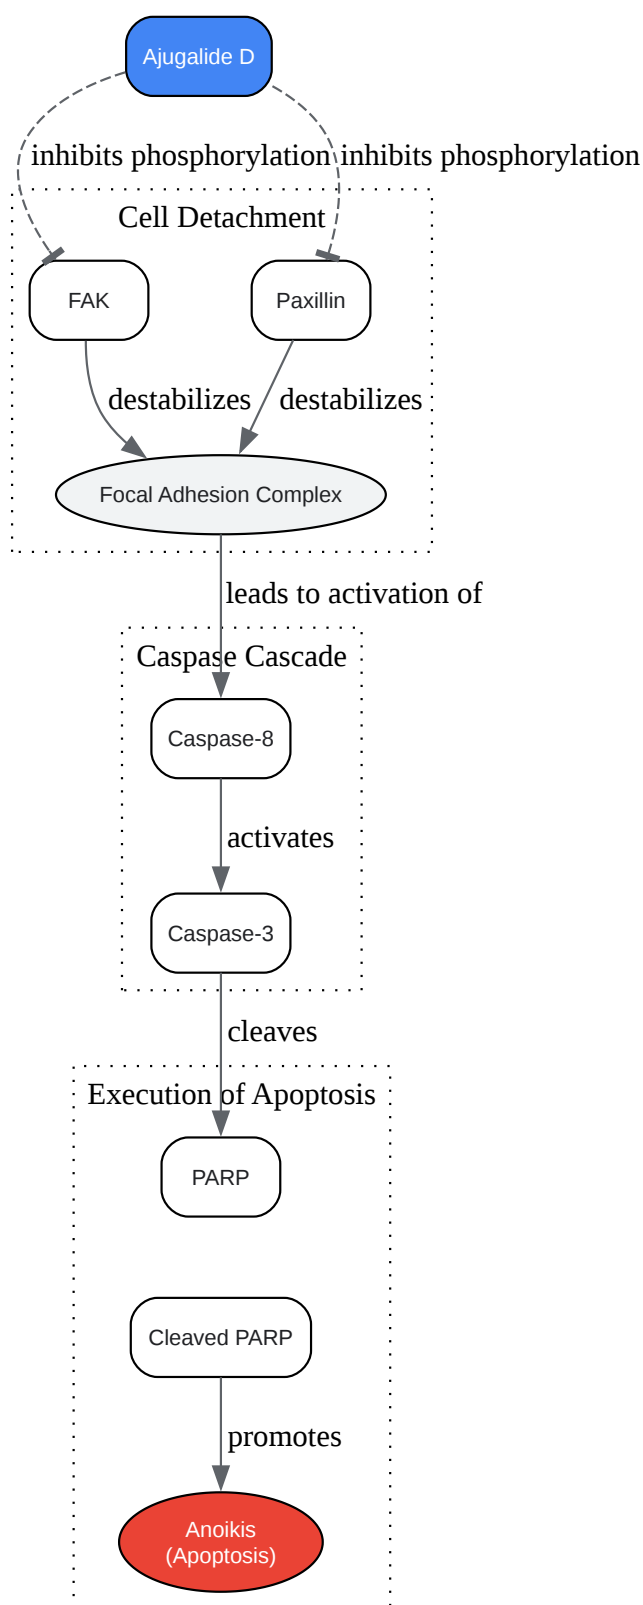 Ajugalide D
inhibits phosphorylation
inhibits phosphorylation
Cell Detachment
FAK
Paxillin
destabilizes
destabilizes
Focal Adhesion Complex
leads to activation of
Caspase Cascade
Caspase-8
activates
Caspase-3
cleaves
Execution of Apoptosis
PARP
Cleaved PARP
promotes
Anoikis
(Apoptosis)